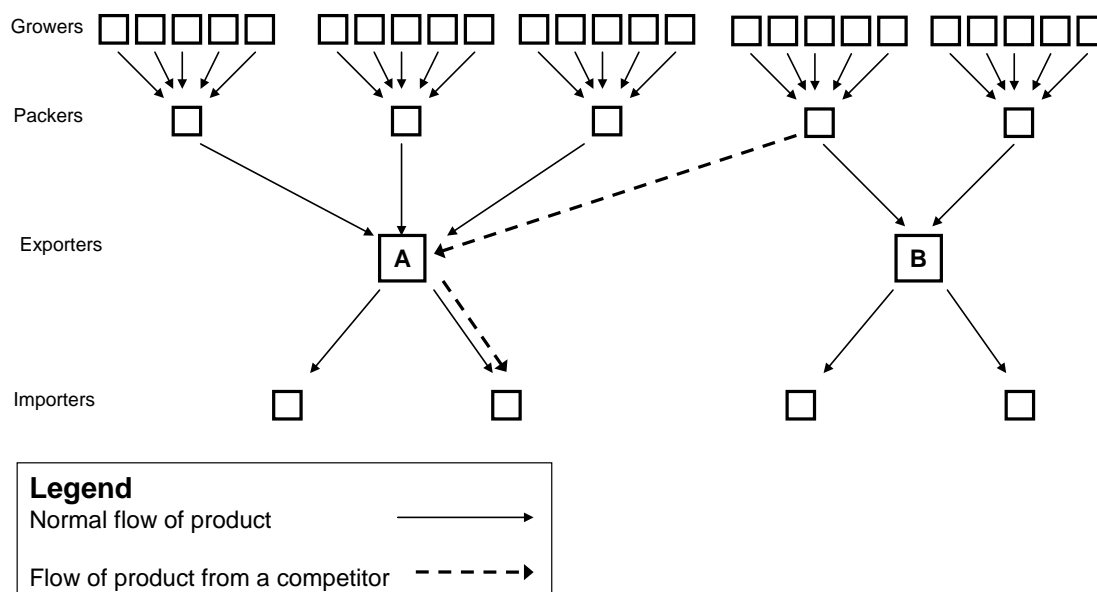 Growers
Packers
Exporters
A
B
Importers
Legend
Normal flow of product
Flow of product from a competitor